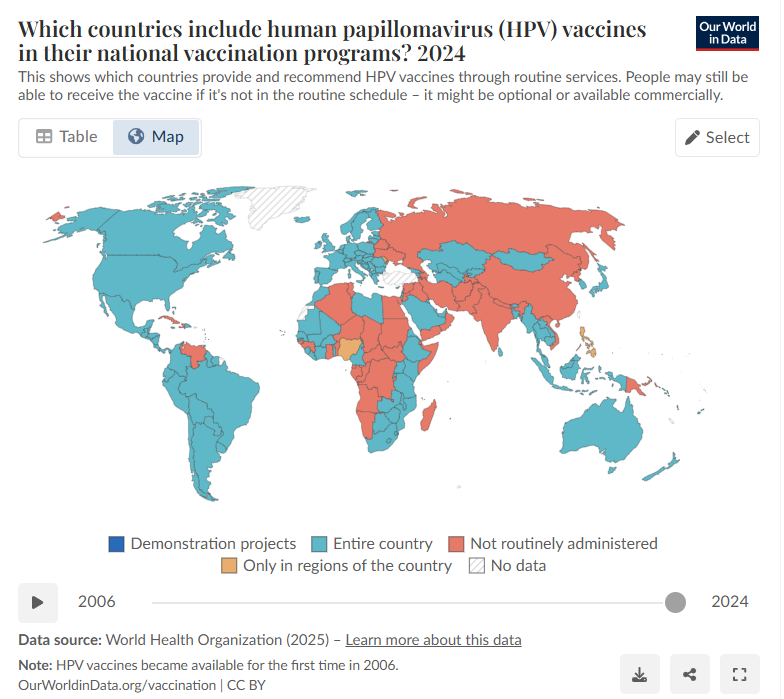 Which countries include human papillomavirus (HPV) vaccines
in their national vaccination programs? 2024
Our World
in Data
This shows which countries provide and recommend HPV vaccines through routine services. People may still be
able to receive the vaccine if it's not in the routine schedule – it might be optional or available commercially.
Table
Map
Select
Demonstration projects
Entire country
Not routinely administered
Only in regions of the country
No data
2006
2024
Data source: World Health Organization (2025) – Learn more about this data
Note: HPV vaccines became available for the first time in 2006.
OurWorldinData.org/vaccination | CC BY